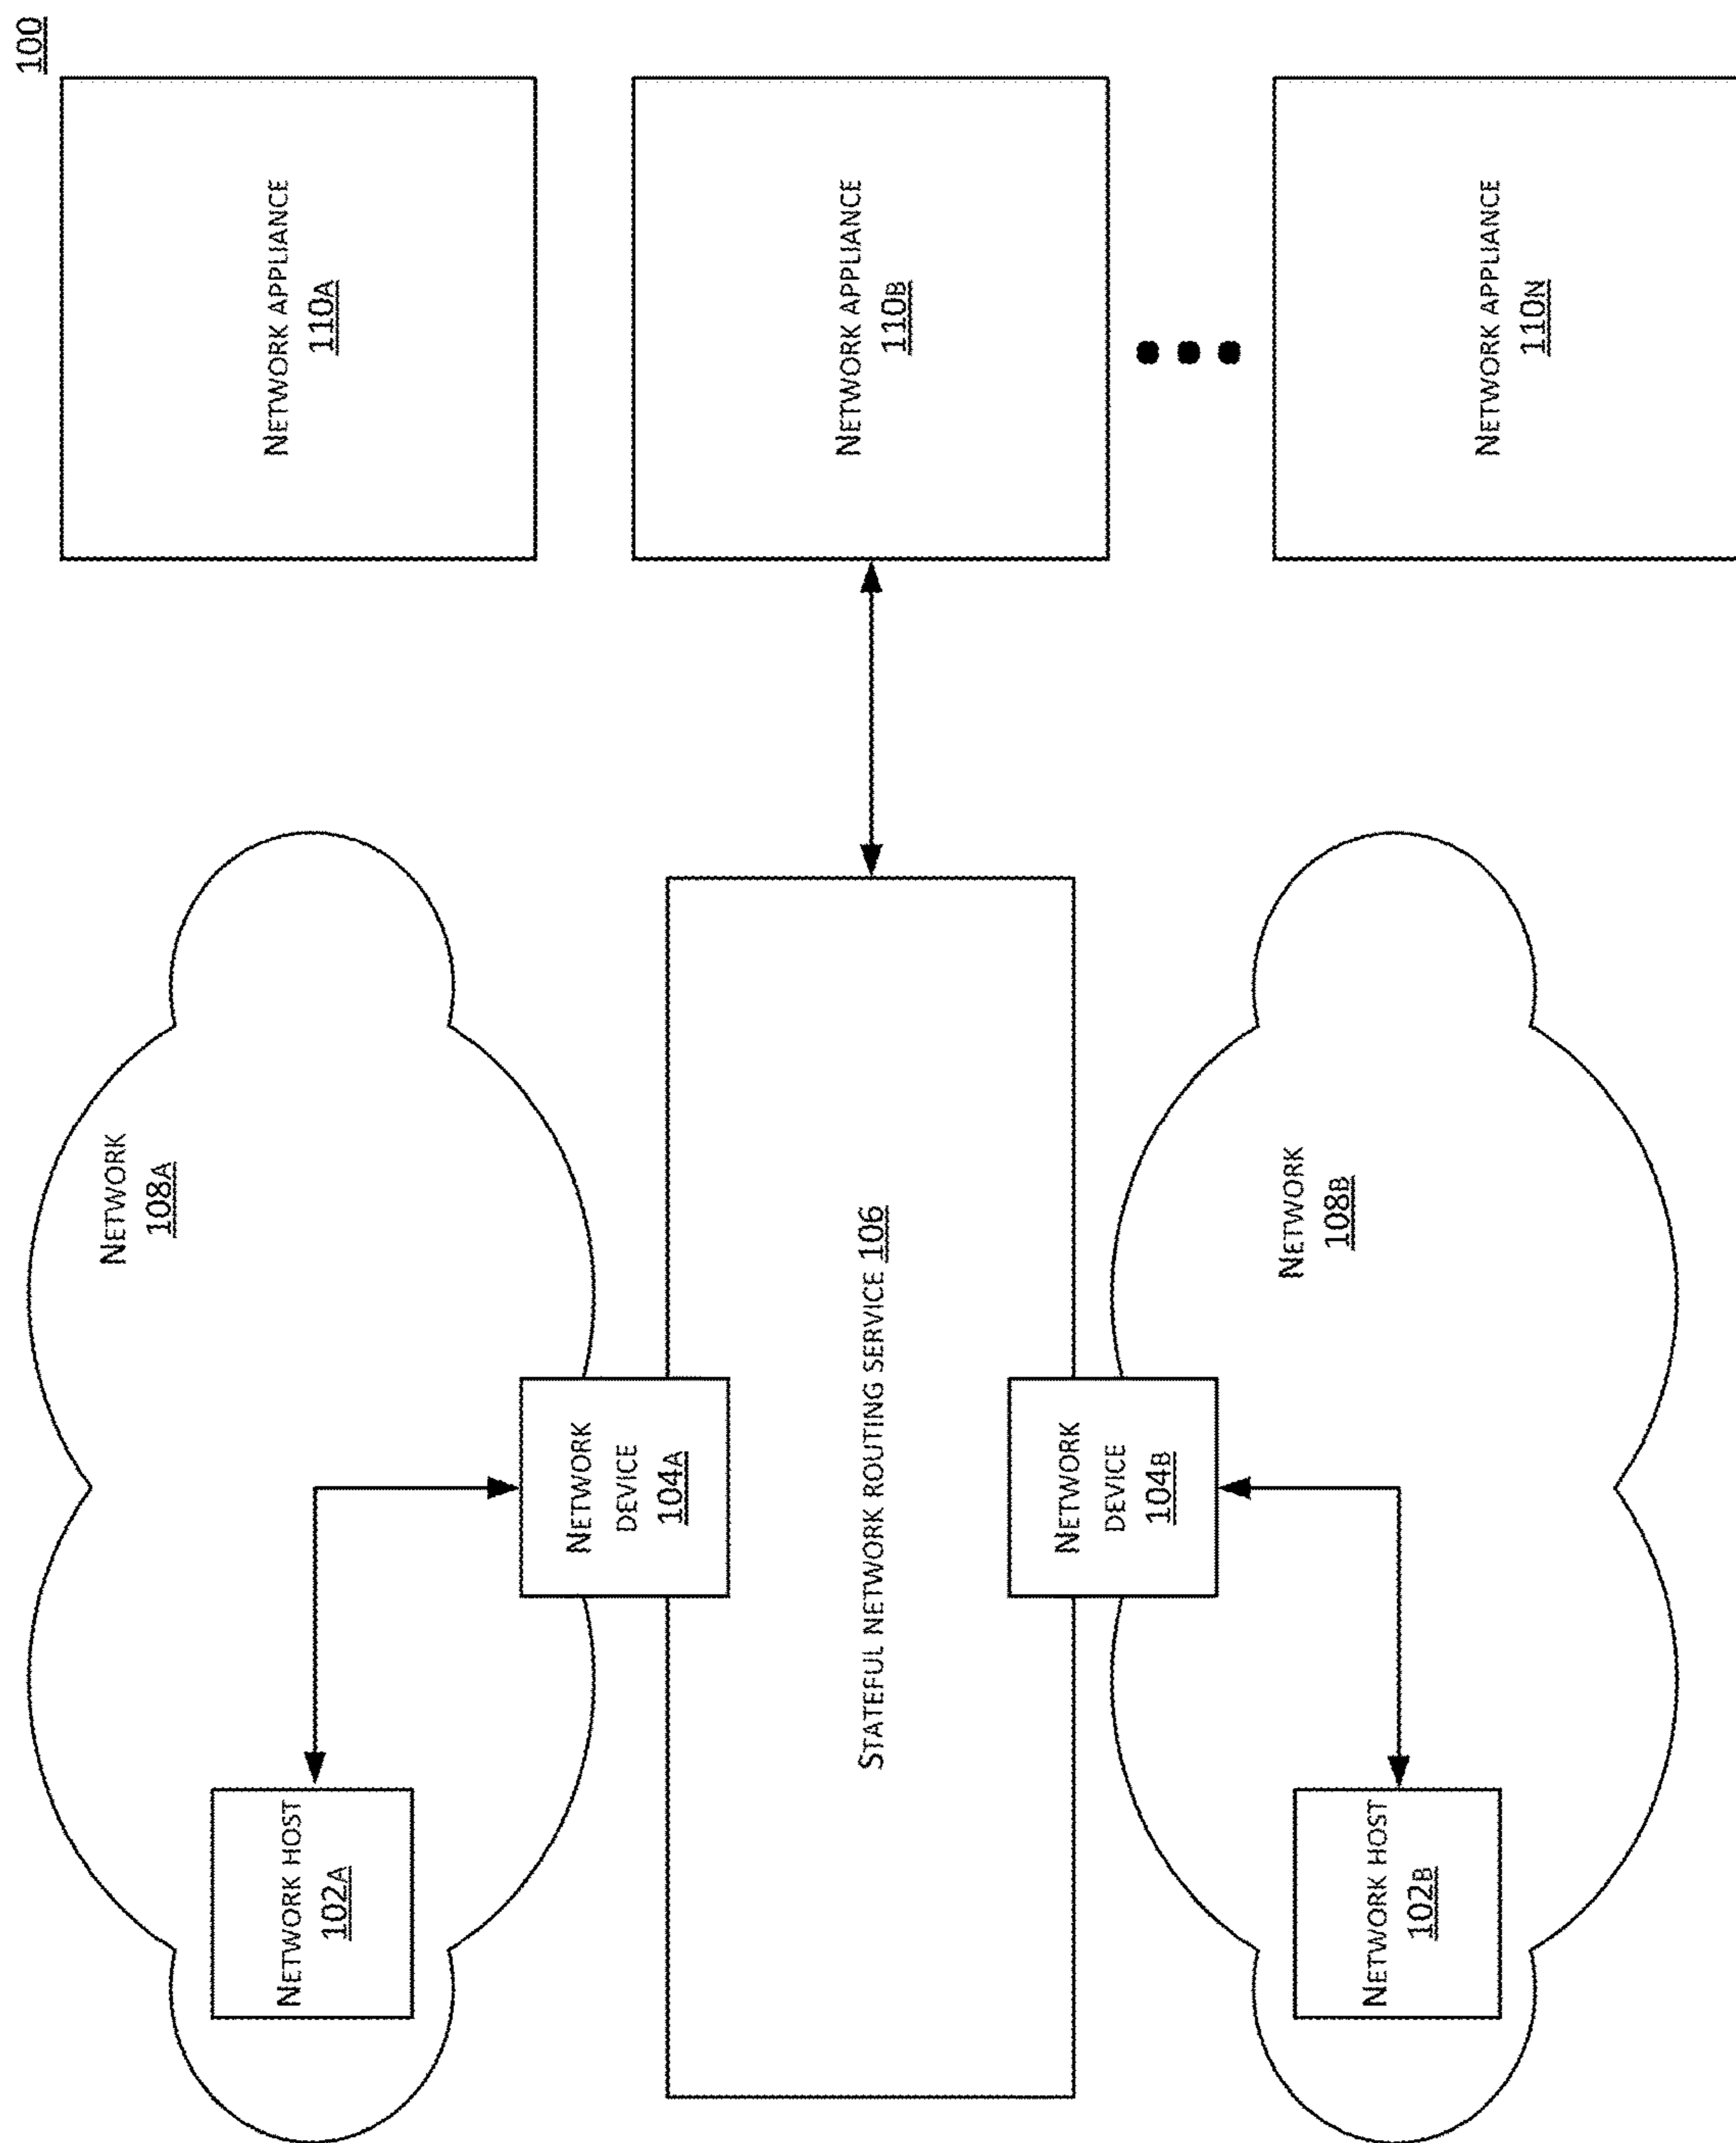 100
NETWORK APPLIANCE
110A
NETWORK APPLIANCE
110B
NETWORK APPLIANCE
110N
NETWORK
108A
NETWORK
108B
STATEFUL NETWORK ROUTING SERVICE 106
NETWORK
DEVICE
104A
NETWORK
DEVICE
104B
NETWORK HOST
102A
NETWORK HOST
102B